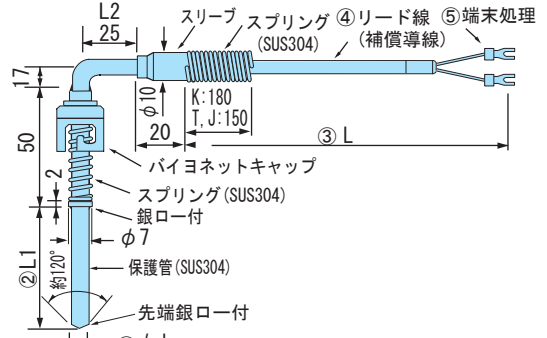 L2
25
スリーブ
スプリング
(SUS304)
④リード線
(補償導線)
⑤端末処理
17
φ10
K:180
T,J:150
20
③ L
50
バイヨネットキャップ
2
スプリング(SUS304)
銀ロー付
φ7
②L1
約120°
保護管(SUS304)
先端銀ロー付